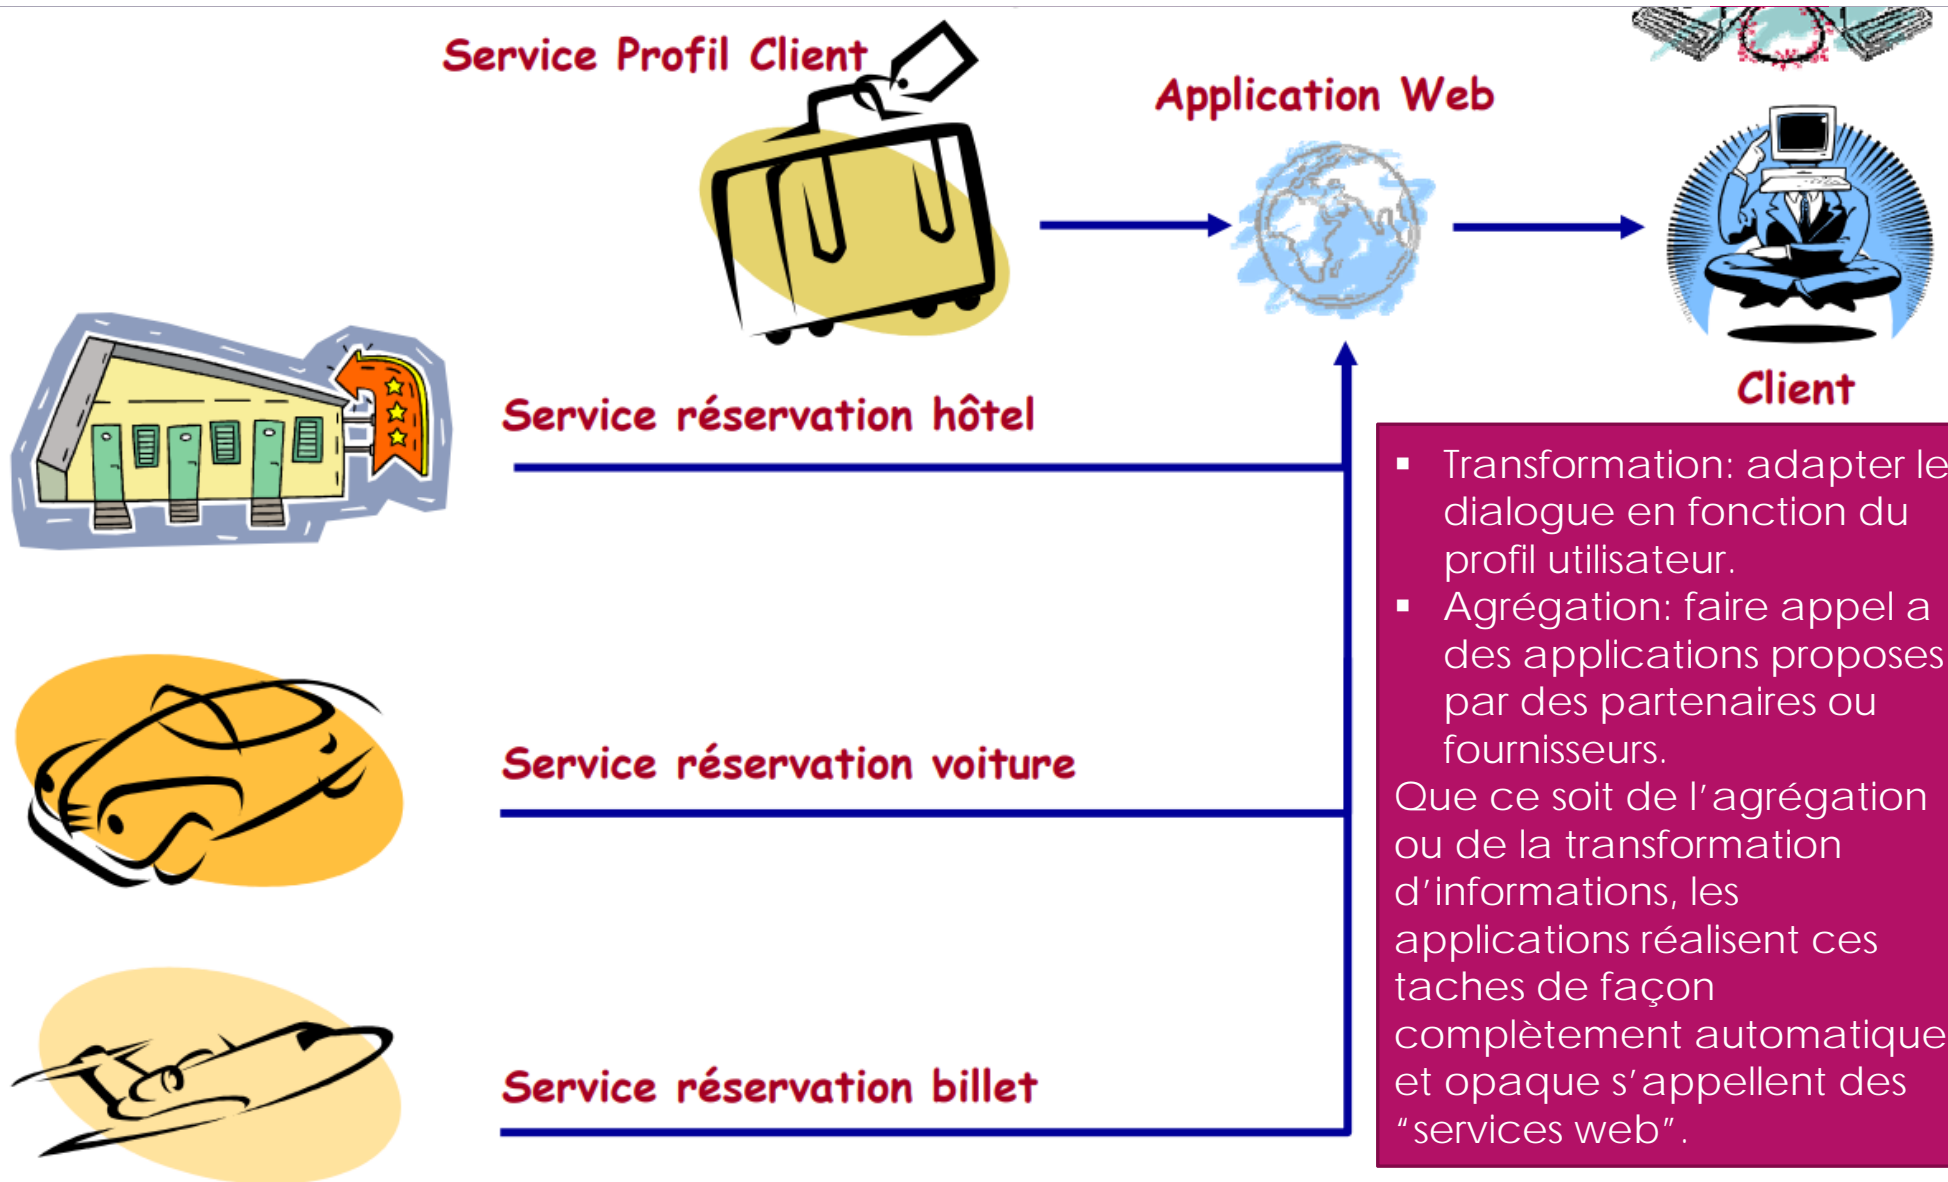 Service Profil Client
Application Web
Client
Service réservation hôtel
Service réservation voiture
Service réservation billet
▪ Transformation: adapter le
dialogue en fonction du
profil utilisateur.
▪ Agrégation: faire appel a
des applications proposes
par des partenaires ou
fournisseurs.
Que ce soit de l’agrégation
ou de la transformation
d’informations, les
applications réalisent ces
taches de façon
complètement automatique
et opaque s’appellent des
“services web”.